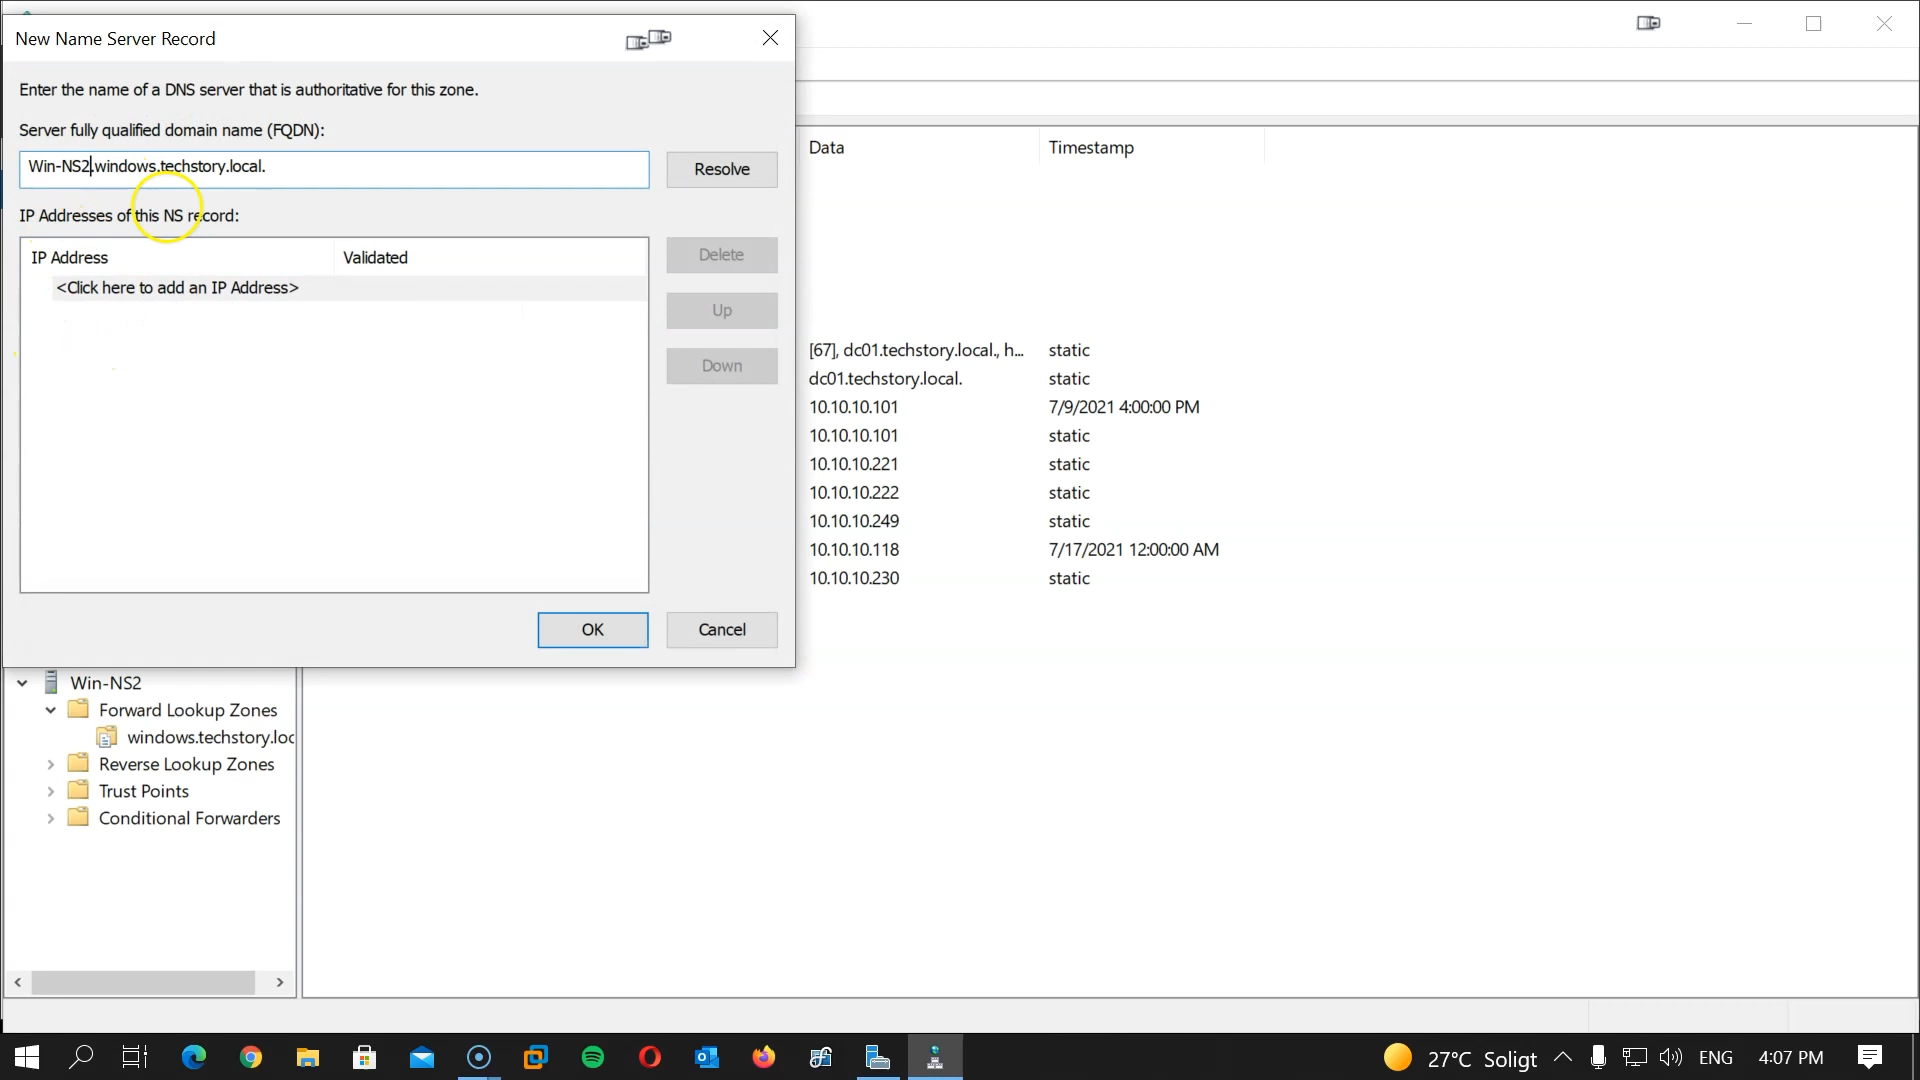 New Name Server Record
Enter the name of a DNS server that is authoritative for this zone.
Server fully qualified domain name (FQDN):
Win-NS2.windows.techstory.local.
Resolve
IP Addresses of this NS record:
IP Address Validated
<Click here to add an IP Address>
Delete
Up
Down
OK Cancel
Data Timestamp
[67], dc01.techstory.local., h... static
dc01.techstory.local. static
10.10.10.101 7/9/2021 4:00:00 PM
10.10.10.101 static
10.10.10.221 static
10.10.10.222 static
10.10.10.249 static
10.10.10.118 7/17/2021 12:00:00 AM
10.10.10.230 static
Win-NS2
Forward Lookup Zones
windows.techstory.loc
Reverse Lookup Zones
Trust Points
Conditional Forwarders
27°C Soligt ENG 4:07 PM